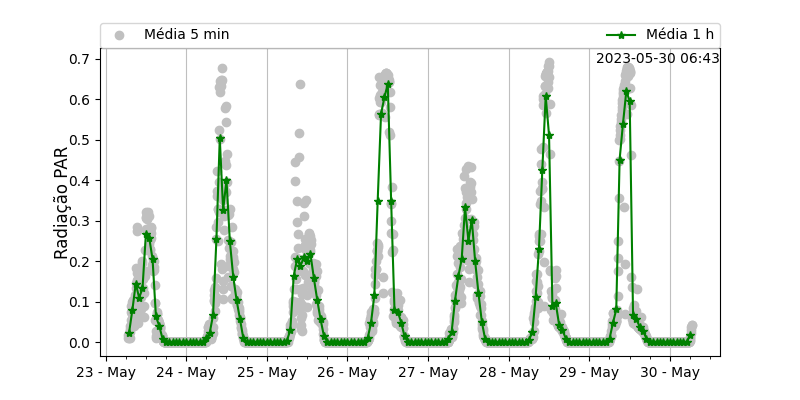 Média 5 min
Média 1 h
2023-05-30 06:43
Radiação PAR
0.7
0.6
0.5
0.4
0.3
0.2
0.1
0.0
23 - May
24 - May
25 - May
26 - May
27 - May
28 - May
29 - May
30 - May